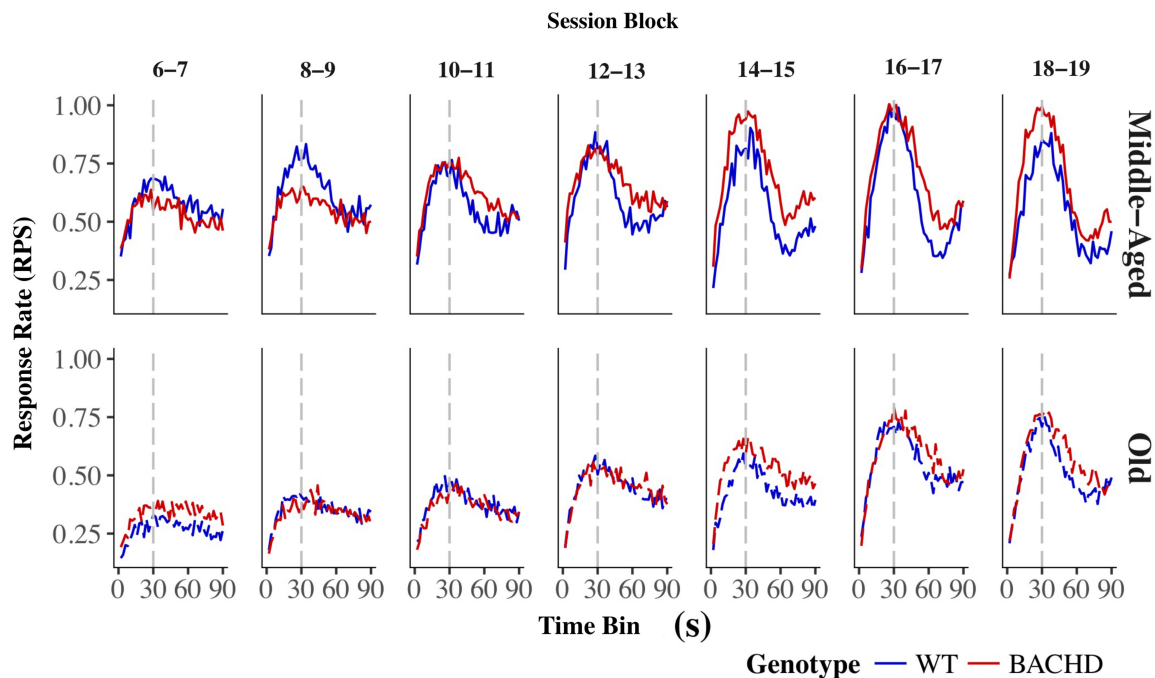 Session Block
6–7 8–9 10–11 12–13 14–15 16–17 18–19
Response Rate (RPS)
1.00
0.75
0.50
0.25
Middle–Aged
1.00
0.75
0.50
0.25
Old
0 30 60 90 0 30 60 90 0 30 60 90 0 30 60 90 0 30 60 90 0 30 60 90 0 30 60 90
Time Bin (s)
Genotype WT BACHD